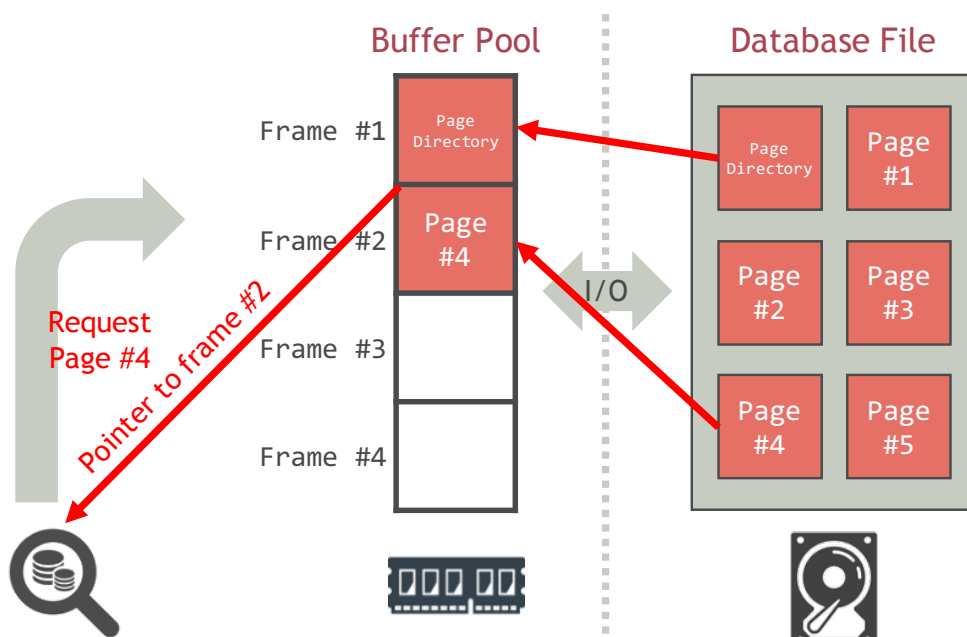 Buffer Pool
Database File
Frame #1
Page
Directory
Page
Directory
Page
#1
Frame #2
Page
#4
I/O
Page
#2
Page
#3
Request
Page #4
Pointer to frame #2
Frame #3
Frame #4
Page
#4
Page
#5